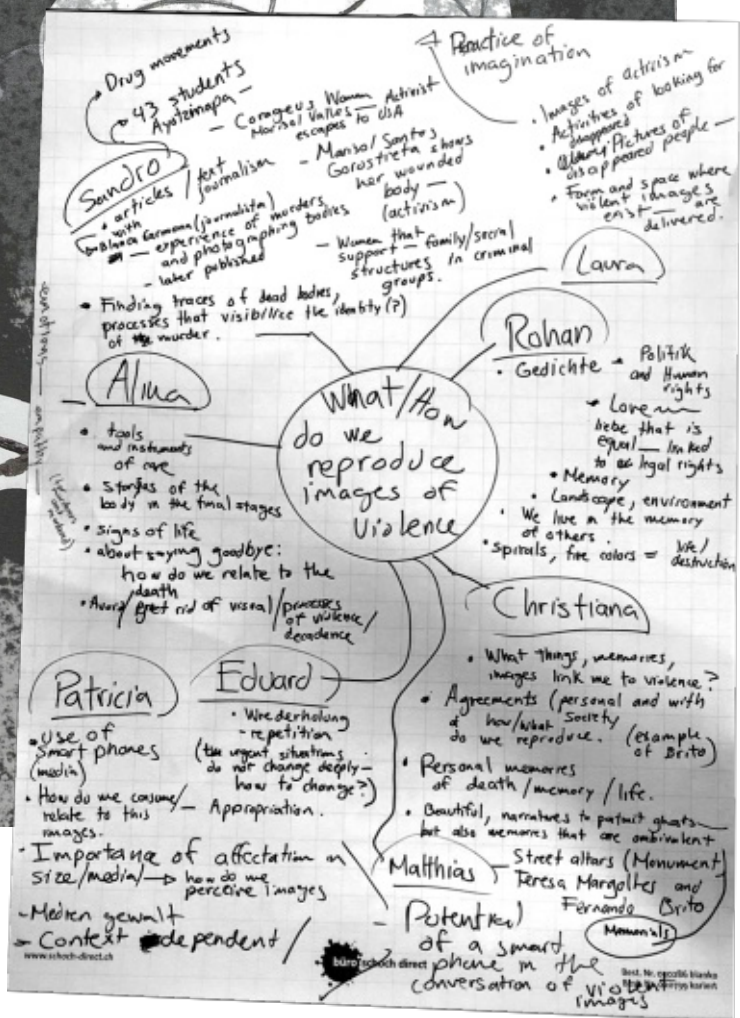 Drug movements
43 students
Ayotzinapa —
Sandro
• articles / text
journalism
with
(journalista)
— experience of murders
and photographing bodies
— later published
• Finding traces of dead bodies,
processes that visibilice the identity (?)
of the murder.
— Corageus Woman
Marisol Valles — Activist
escapes to USA
— Marisol Santos
Gorostieta shows
her wounded
body —
(activism)
— Women that
support — family/social
structures in criminal
groups.
Practice of
imagination
• Images of activism
• Activities of looking for
disappeared
• Pictures of
disappeared people —
• Form and space where
violent images
exist — are
delivered.
Laura
Rohan
• Gedichte
Politik
and Human
rights
Love
liebe that is
equal — linked
to legal rights
• Memory
• Landscape, environment
We live in the memory
of others.
• spirals, fire colors = life/
destruction
What/How
do we
reproduce
images of
Violence
emotions — empathy —
Alina
• tools
and instruments
of care
• stories of the
body in the final stages
• signs of life
• about saying goodbye:
how do we relate to the
death
• Avoid/get rid of visual/processes
of violence/
decadence
Christiana
• What things, memories,
images link me to violence?
• Agreements (personal and with
Society
how/what
do we reproduce. (example
of Brito)
• Personal memories
of death/memory/life.
• Beautiful, narratives to
but also memories that are ambivalent
Patricia
• Use of
Smart phones
(media)
• How do we consume/
relate to this
images.
• Importance of affectation on
size/media/→ how do we
perceive images
- Medien gewalt
- Context dependent /
Eduard
• Wiederholung
- repetition
(the urgent situations
do not change deeply —
how to change?)
— Appropriation.
Matthias
— Street altars (Monument)
Teresa Margolles and
Fernando Brito
Memorials
— Potential
of a smart
phone in the
conversation of violent
images
www.schoch-direct.ch
büro schoch direct